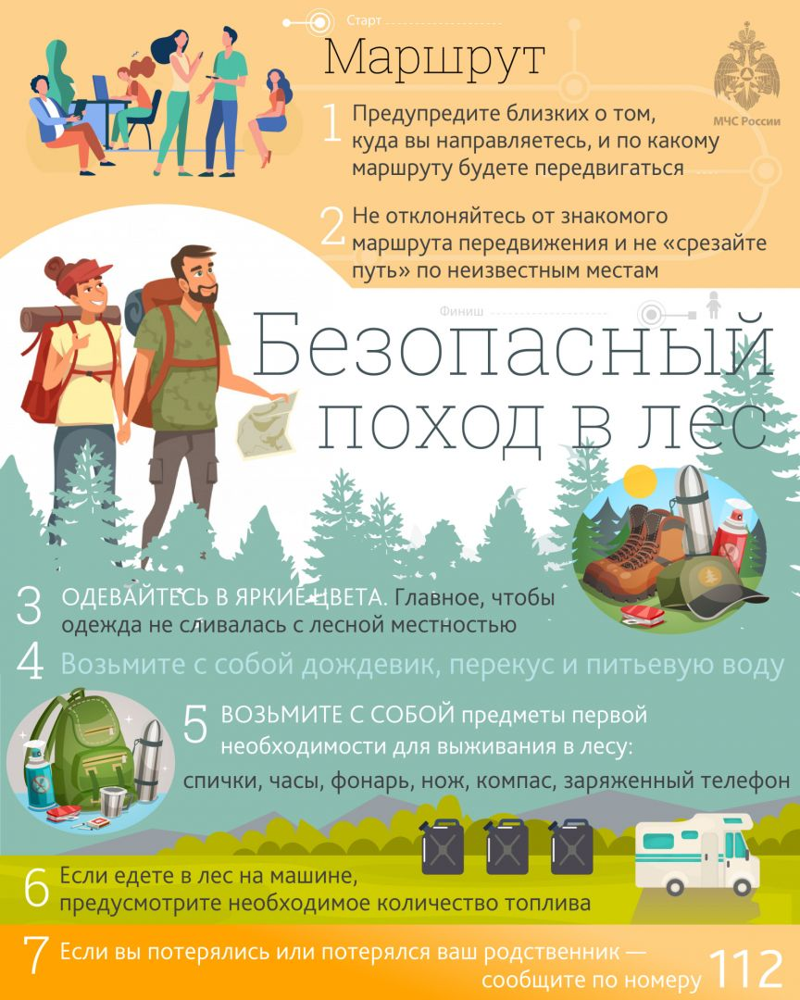 Старт
Маршрут
МЧС России
1 Предупредите близких о том,
куда вы направляетесь, и по какому
маршруту будете передвигаться
2 Не отклоняйтесь от знакомого
маршрута передвижения и не «срезайте
путь» по неизвестным местам
Финиш
Безопасный
поход в лес
3 ОДЕВАЙТЕСЬ В ЯРКИЕ ЦВЕТА. Главное, чтобы
одежда не сливалась с лесной местностью
4 Возьмите с собой дождевик, перекус и питьевую воду
5 ВОЗЬМИТЕ С СОБОЙ предметы первой
необходимости для выживания в лесу:
спички, часы, фонарь, нож, компас, заряженный телефон
6 Если едете в лес на машине,
предусмотрите необходимое количество топлива
7 Если вы потерялись или потерялся ваш родственник —
сообщите по номеру 112